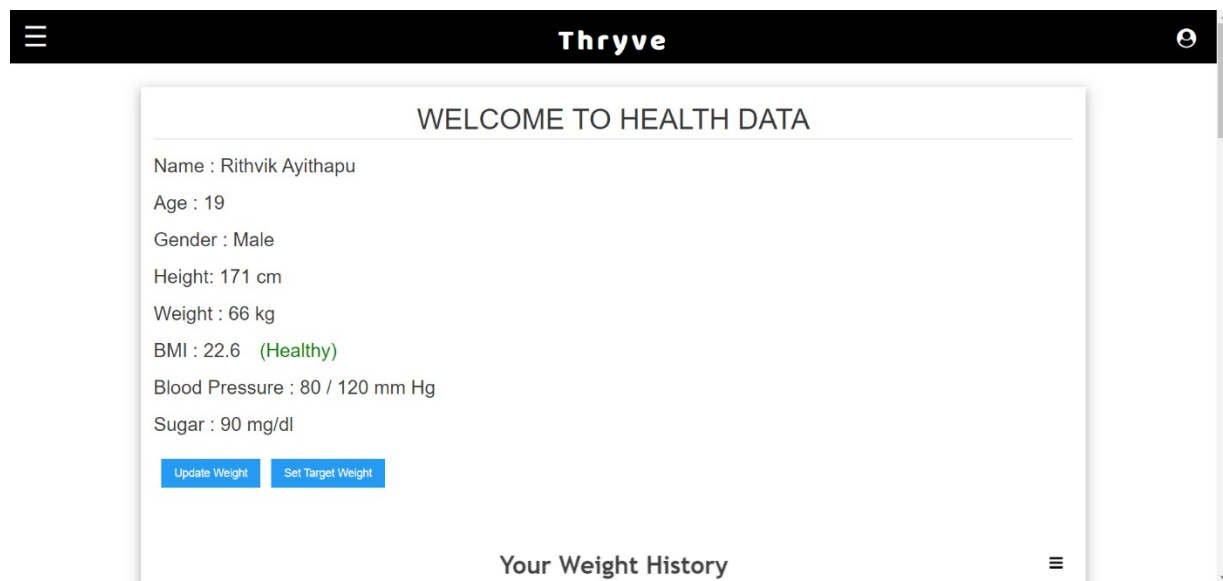 Thryve
WELCOME TO HEALTH DATA
Name : Rithvik Ayithapu
Age : 19
Gender : Male
Height: 171 cm
Weight : 66 kg
BMI : 22.6 (Healthy)
Blood Pressure : 80 / 120 mm Hg
Sugar : 90 mg/dl
Update Weight Set Target Weight
Your Weight History